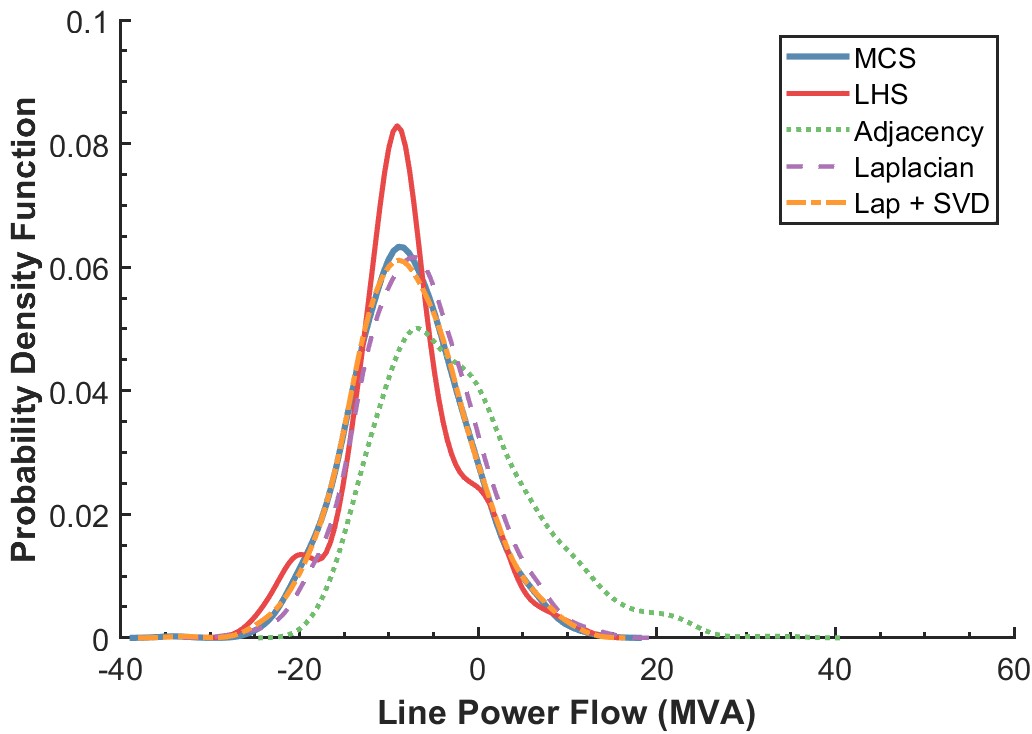 Probability Density Function
0.1
0.08
0.06
0.04
0.02
0
-40
-20
0
20
40
60
Line Power Flow (MVA)
MCS
LHS
Adjacency
Laplacian
Lap + SVD